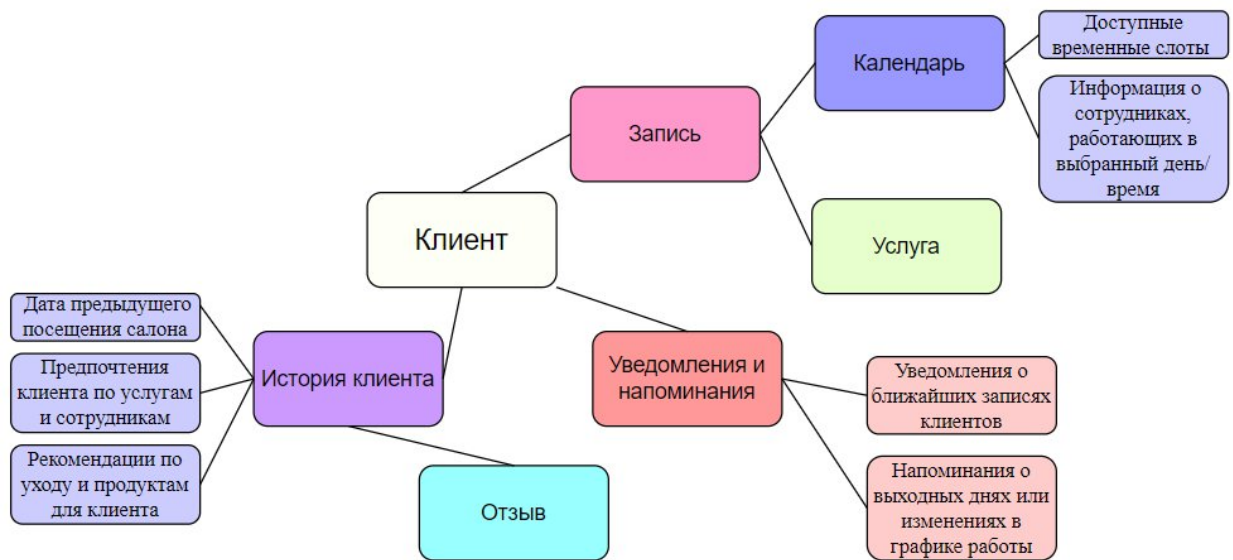 Доступные
временные слоты
Календарь
Информация о
сотрудниках,
работающих в
выбранный день/
время
Запись
Клиент
Услуга
Дата предыдущего
посещения салона
Предпочтения
клиента по услугам
и сотрудникам
Рекомендации по
уходу и продуктам
для клиента
История клиента
Уведомления и
напоминания
Уведомления о
ближайших записях
клиентов
Отзыв
Напоминания о
выходных днях или
изменениях в
графике работы